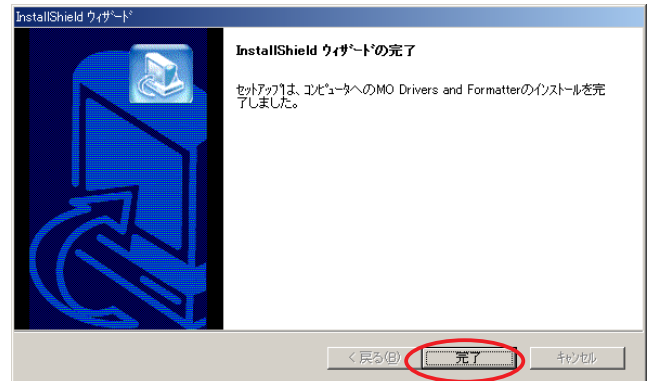 InstallShield ウィザード
InstallShield ウィザードの完了
セットアップは、コンピュータへのMO Drivers and Formatterのインストールを完
了しました。
< 戻る(B)
完了
キャンセル